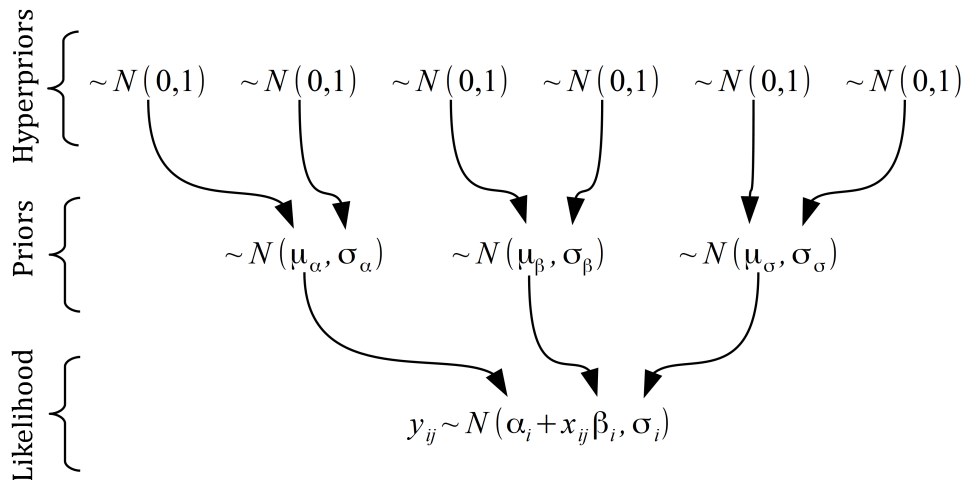 Hyperpriors
~ N(0,1) ~ N(0,1) ~ N(0,1) ~ N(0,1) ~ N(0,1) ~ N(0,1)
Priors
~ N(μ_α, σ_α) ~ N(μ_β, σ_β) ~ N(μ_σ, σ_σ)
Likelihood
y_ij ~ N(α_i + x_ij β_i, σ_i)